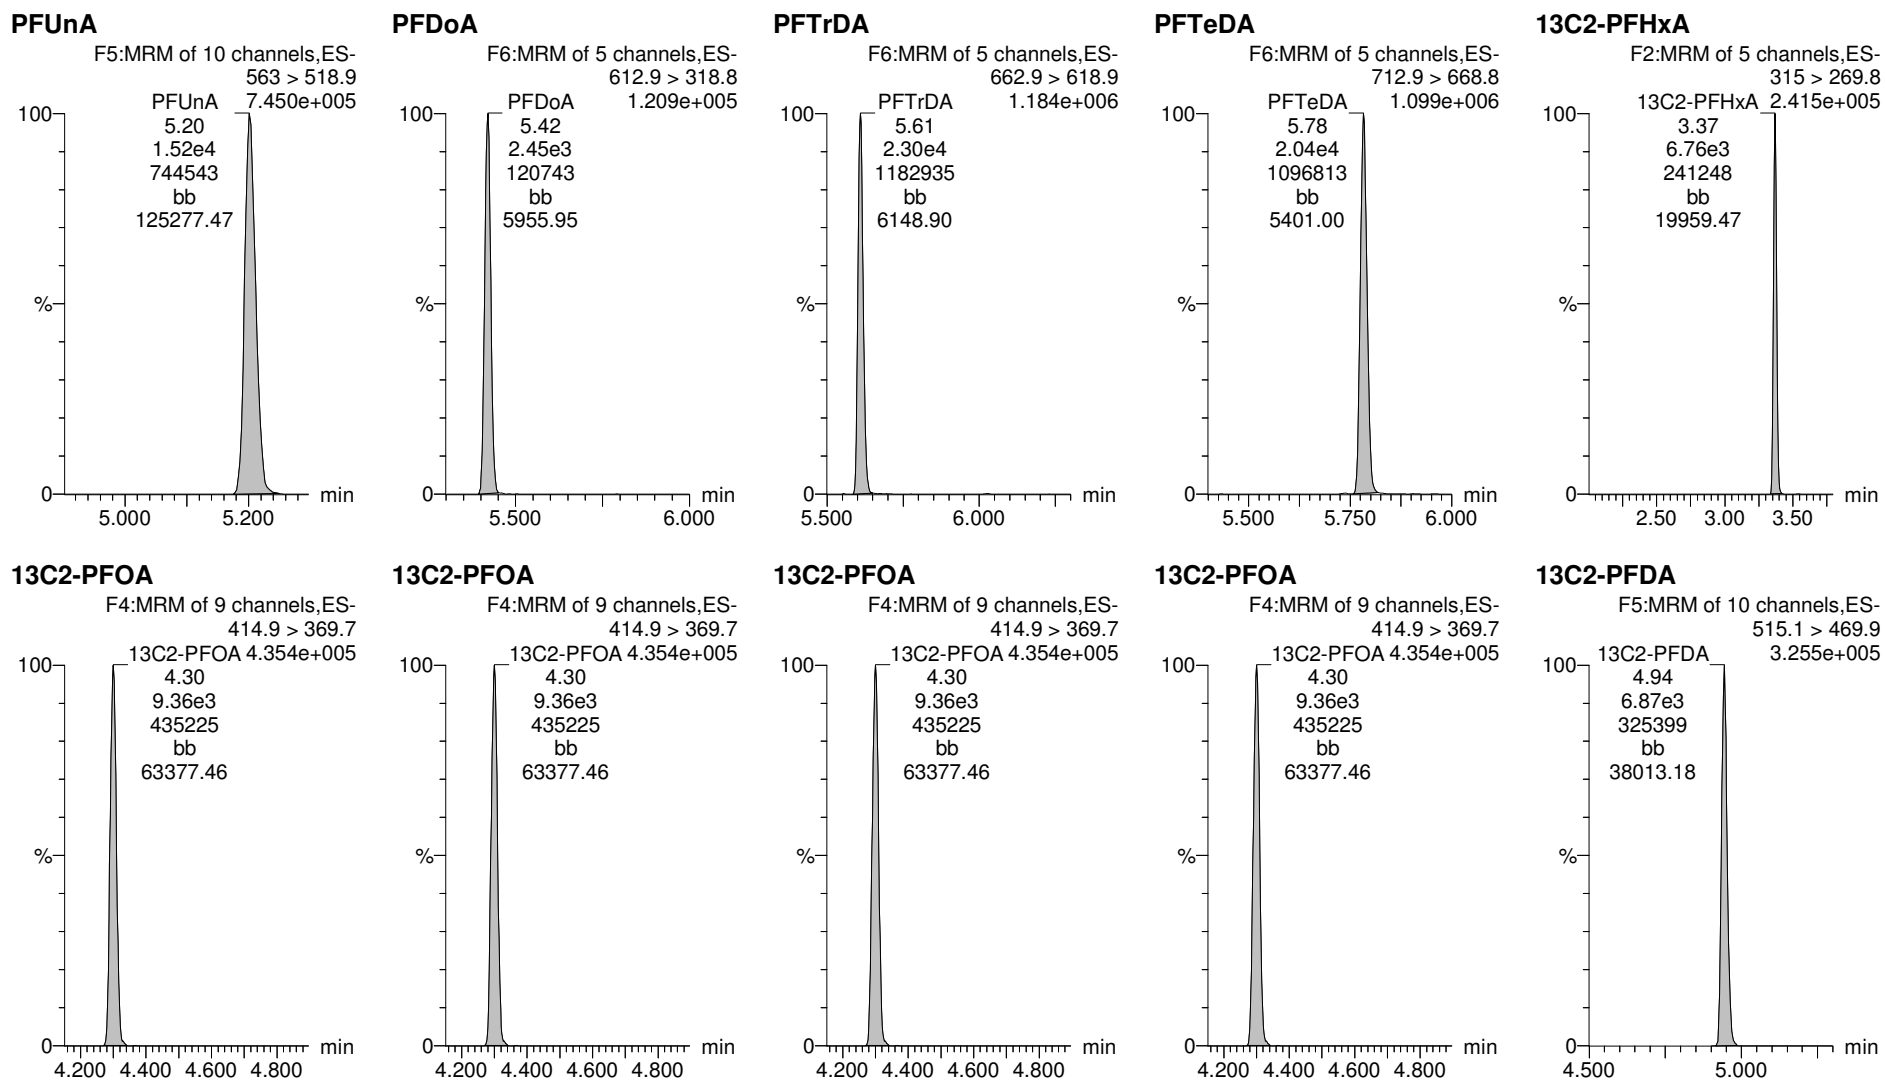 PFUnA
F5:MRM of 10 channels,ES-
563 > 518.9
7.450e+005
PFUnA
5.20
1.52e4
744543
bb
125277.47
100
%
0
min
5.000 5.200
PFDoA
F6:MRM of 5 channels,ES-
612.9 > 318.8
1.209e+005
PFDoA
5.42
2.45e3
120743
bb
5955.95
100
%
0
min
5.500 6.000
PFTrDA
F6:MRM of 5 channels,ES-
662.9 > 618.9
1.184e+006
PFTrDA
5.61
2.30e4
1182935
bb
6148.90
100
%
0
min
5.500 6.000
PFTeDA
F6:MRM of 5 channels,ES-
712.9 > 668.8
1.099e+006
PFTeDA
5.78
2.04e4
1096813
bb
5401.00
100
%
0
min
5.500 5.750 6.000
13C2-PFHxA
F2:MRM of 5 channels,ES-
315 > 269.8
13C2-PFHxA 2.415e+005
3.37
6.76e3
241248
bb
19959.47
100
%
0
min
2.50 3.00 3.50
13C2-PFOA
F4:MRM of 9 channels,ES-
414.9 > 369.7
13C2-PFOA 4.354e+005
4.30
9.36e3
435225
bb
63377.46
100
%
0
min
4.200 4.400 4.600 4.800
13C2-PFOA
F4:MRM of 9 channels,ES-
414.9 > 369.7
13C2-PFOA 4.354e+005
4.30
9.36e3
435225
bb
63377.46
100
%
0
min
4.200 4.400 4.600 4.800
13C2-PFOA
F4:MRM of 9 channels,ES-
414.9 > 369.7
13C2-PFOA 4.354e+005
4.30
9.36e3
435225
bb
63377.46
100
%
0
min
4.200 4.400 4.600 4.800
13C2-PFOA
F4:MRM of 9 channels,ES-
414.9 > 369.7
13C2-PFOA 4.354e+005
4.30
9.36e3
435225
bb
63377.46
100
%
0
min
4.200 4.400 4.600 4.800
13C2-PFDA
F5:MRM of 10 channels,ES-
515.1 > 469.9
13C2-PFDA 3.255e+005
4.94
6.87e3
325399
bb
38013.18
100
%
0
min
4.500 5.000